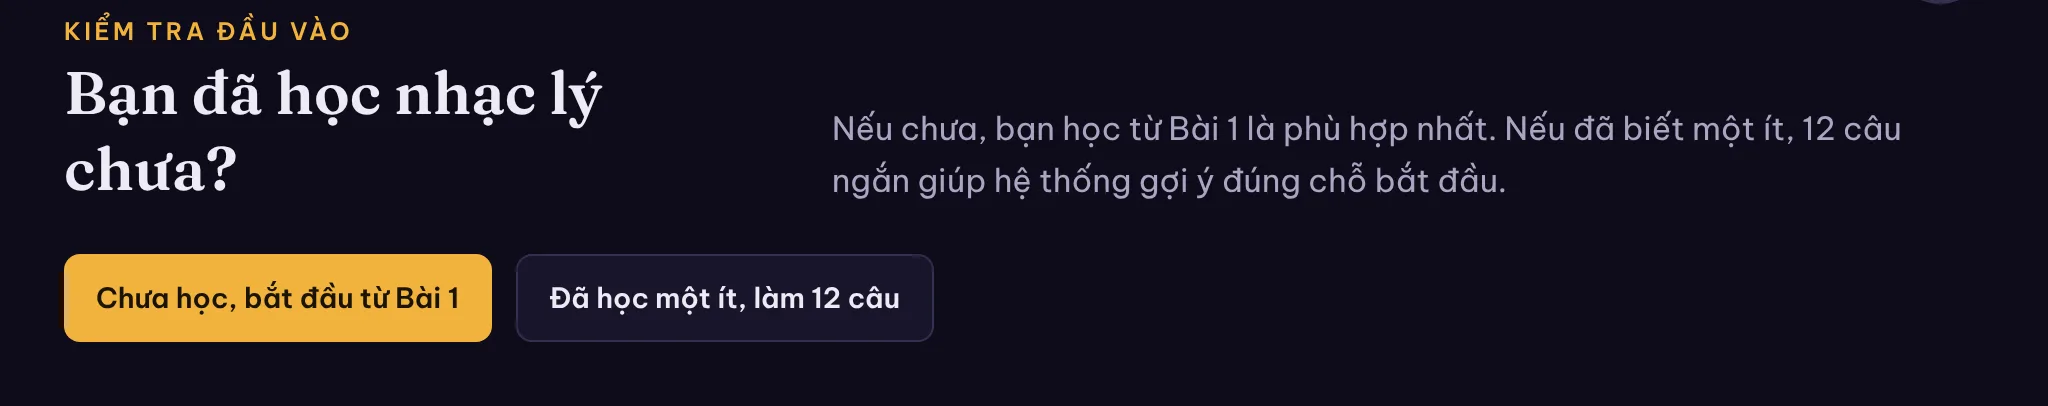 KIỂM TRA ĐẦU VÀO
Bạn đã học nhạc lý
chưa?
Nếu chưa, bạn học từ Bài 1 là phù hợp nhất. Nếu đã biết một ít, 12 câu
ngắn giúp hệ thống gợi ý đúng chỗ bắt đầu.
Chưa học, bắt đầu từ Bài 1
Đã học một ít, làm 12 câu